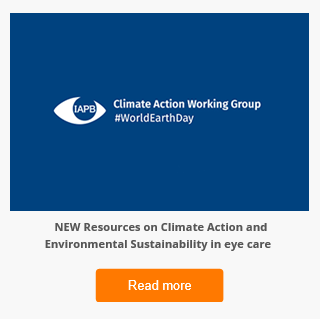 IAPB
Climate Action Working Group
#WorldEarthDay
NEW Resources on Climate Action and
Environmental Sustainability in eye care
Read more